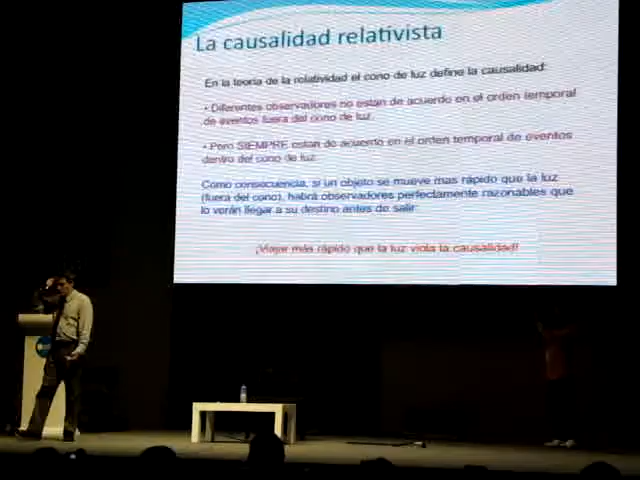 La causalidad relativista
En la teoría de la relatividad el cono de luz define la causalidad:
• Diferentes observadores no están de acuerdo en el orden temporal
de eventos fuera del cono de luz.
• Pero SIEMPRE están de acuerdo en el orden temporal de eventos
dentro del cono de luz.
Como consecuencia, si un objeto se mueve mas rápido que la luz
(fuera del cono), habrá observadores perfectamente razonables que
lo verán llegar a su destino antes de salir.
¡Viajar más rápido que la luz viola la causalidad!